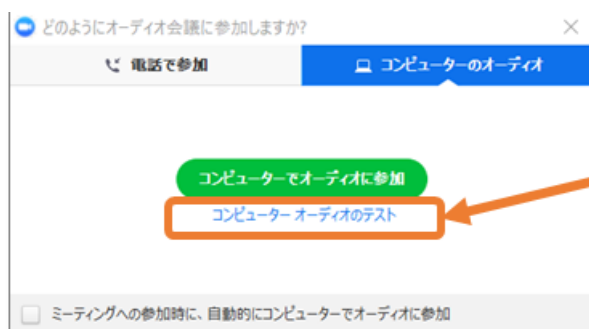 どのようにオーディオ会議に参加しますか?
電話で参加
コンピューターのオーディオ
コンピューターでオーディオに参加
コンピューター オーディオのテスト
ミーティングへの参加時に、自動的にコンピューターでオーディオに参加